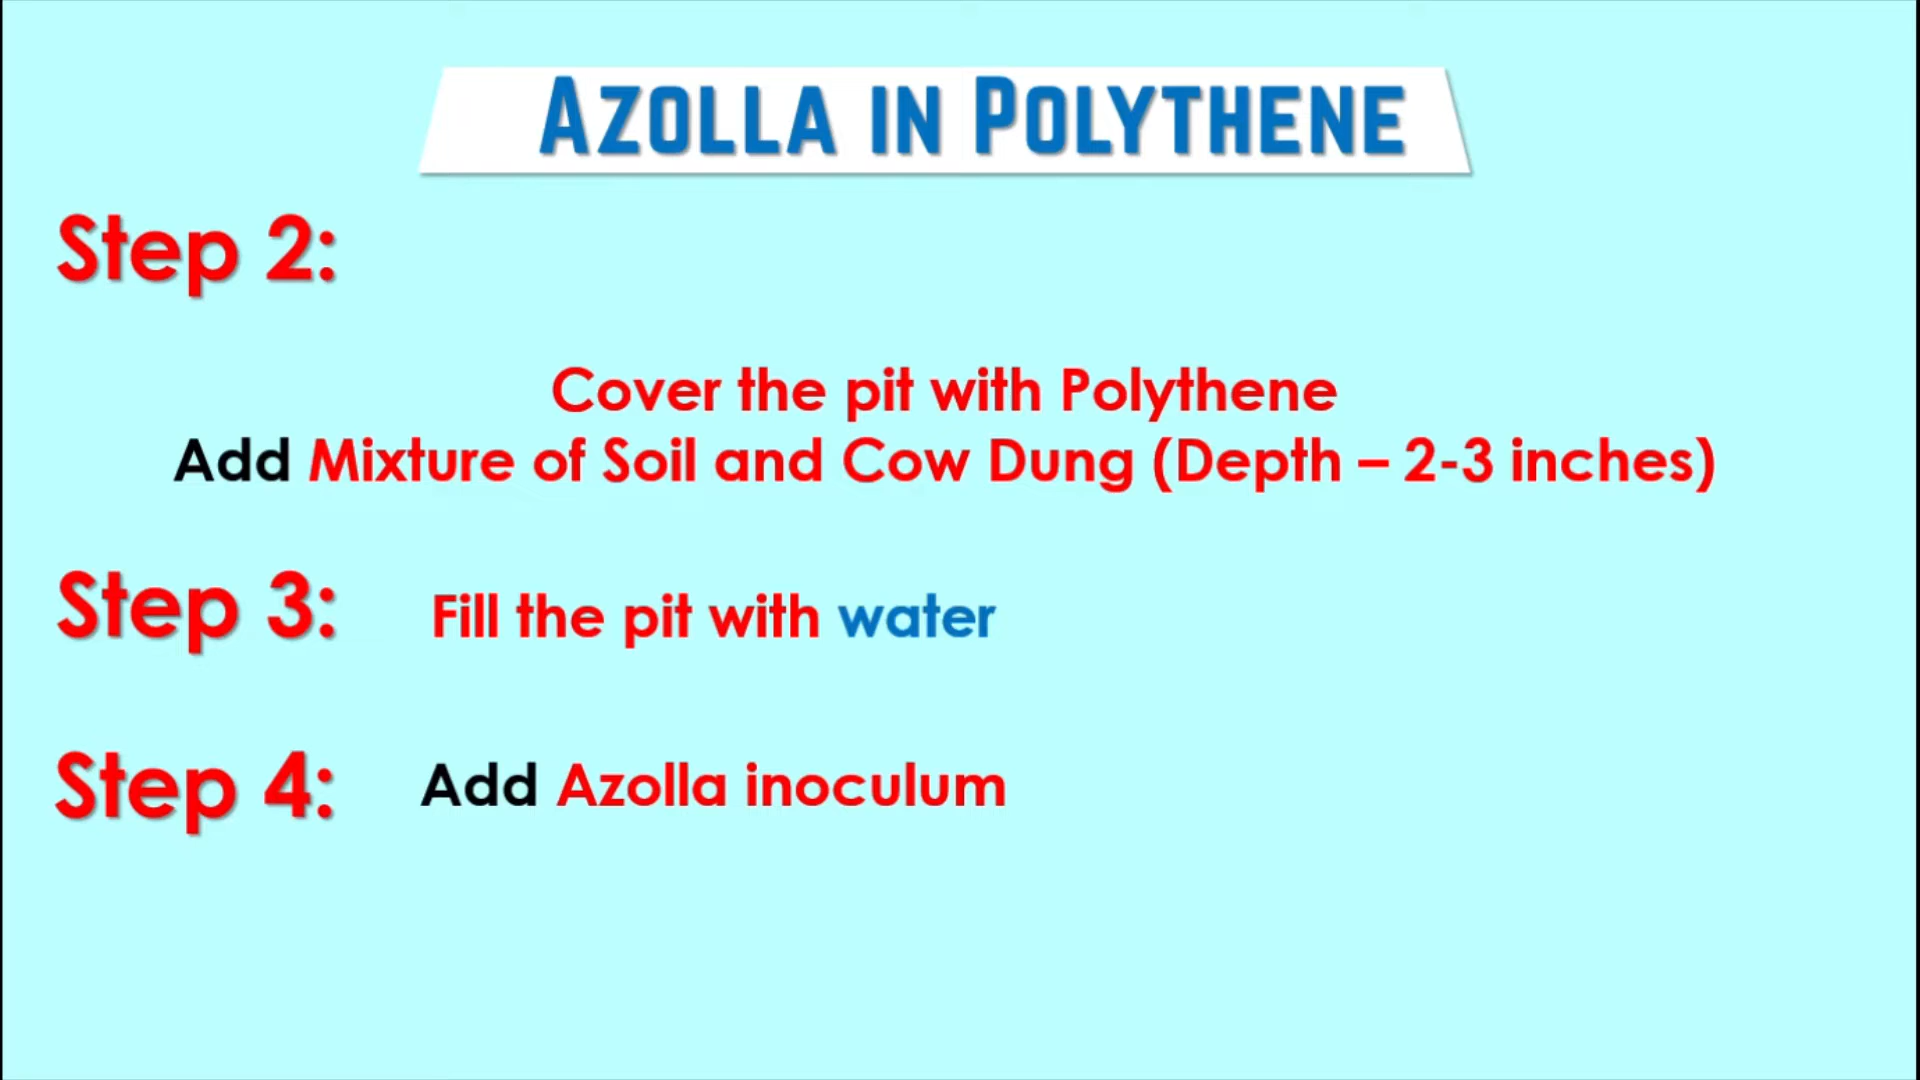 AZOLLA IN POLYTHENE
Step 2:
Cover the pit with Polythene
Add Mixture of Soil and Cow Dung (Depth – 2-3 inches)
Step 3: Fill the pit with water
Step 4: Add Azolla inoculum